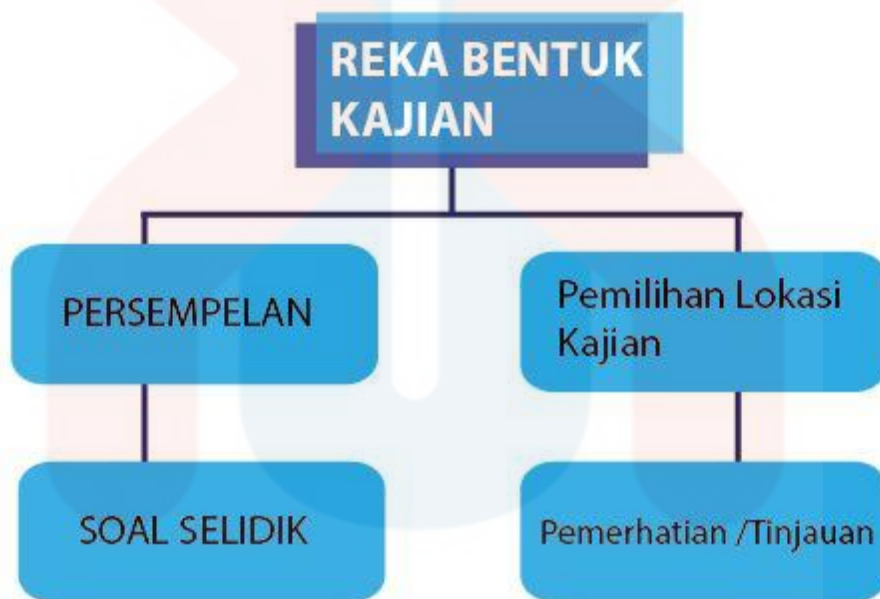 REKA BENTUK
KAJIAN
PERSEMPELAN
Pemilihan Lokasi
Kajian
SOAL SELIDIK
Pemerhatian /Tinjauan